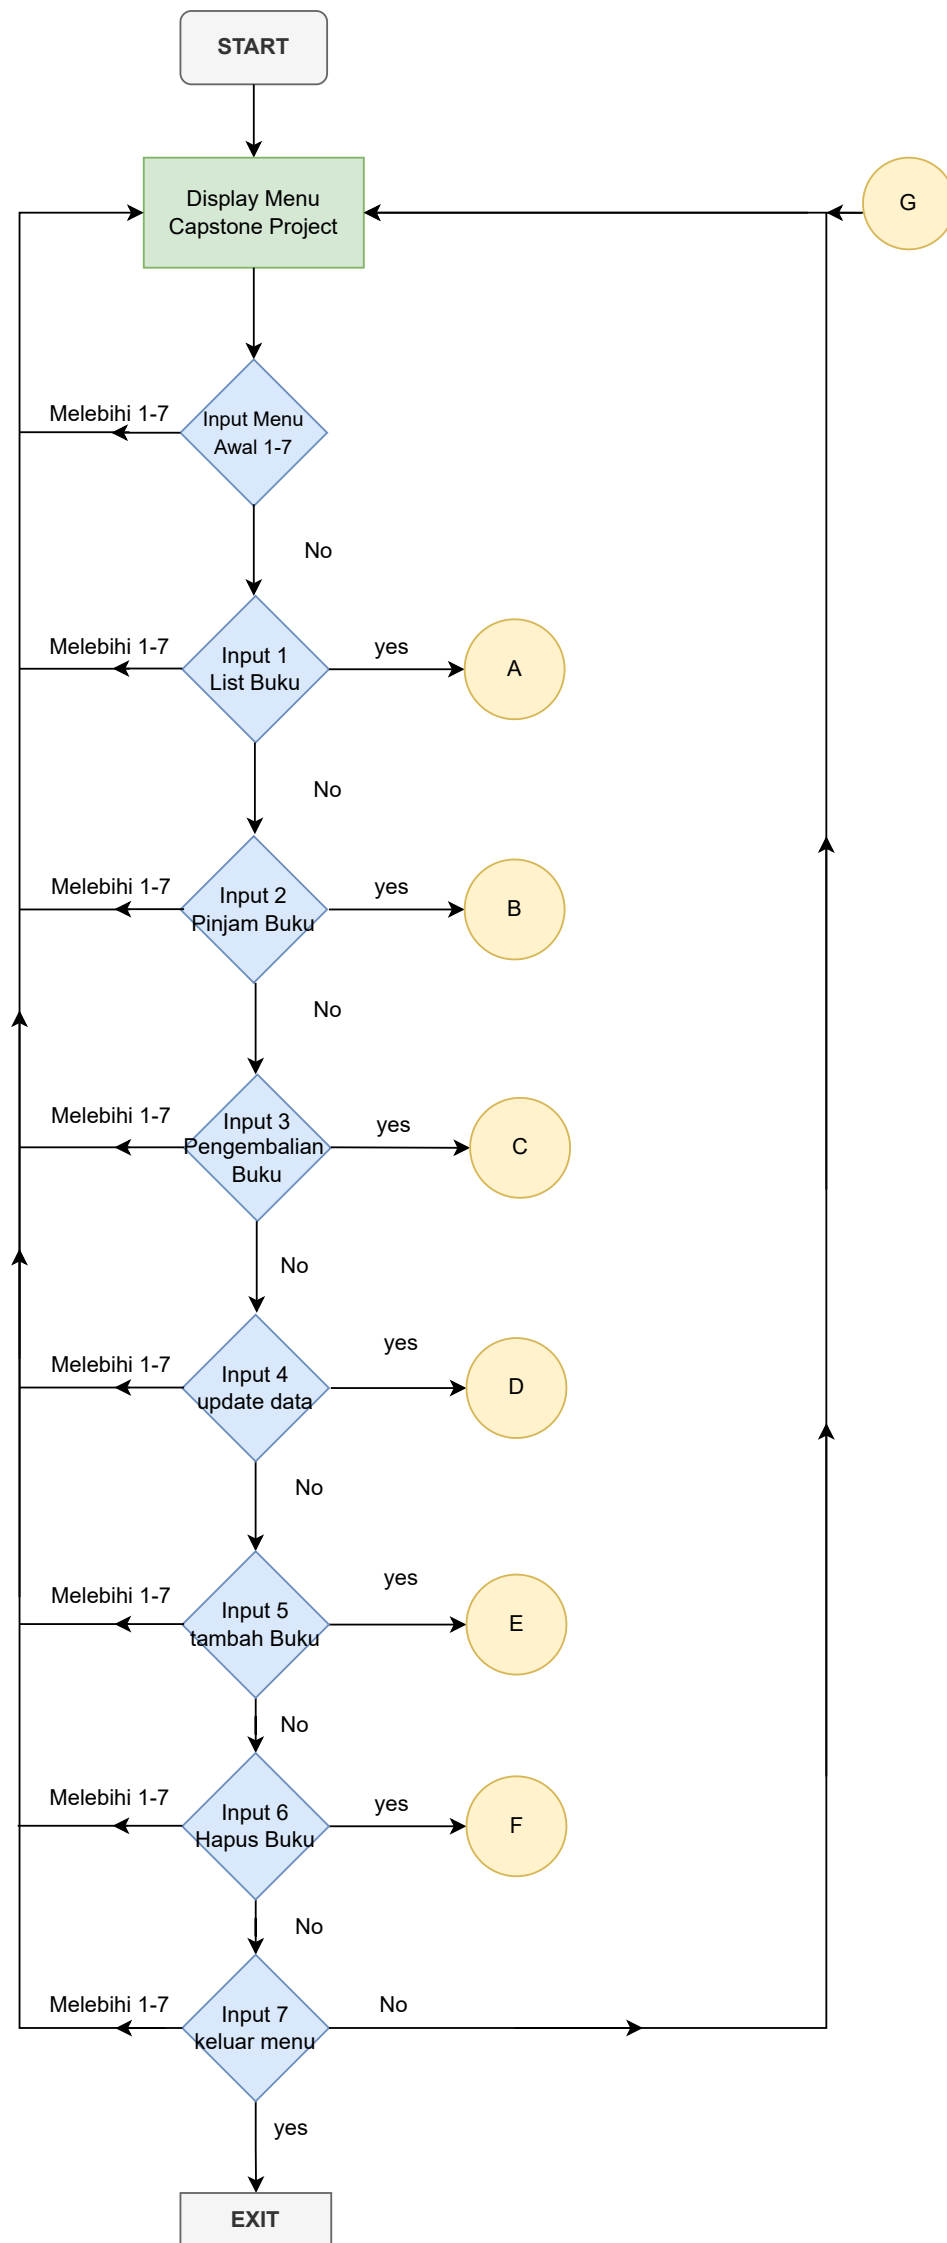 START
Display Menu
Capstone Project
G
Melebihi 1-7
Input Menu
Awal 1-7
No
Melebihi 1-7
Input 1
List Buku
yes
A
No
Melebihi 1-7
Input 2
Pinjam Buku
yes
B
No
Melebihi 1-7
Input 3
Pengembalian
Buku
yes
C
No
Melebihi 1-7
Input 4
update data
yes
D
No
Melebihi 1-7
Input 5
tambah Buku
yes
E
No
Melebihi 1-7
Input 6
Hapus Buku
yes
F
No
Melebihi 1-7
Input 7
keluar menu
No
yes
EXIT